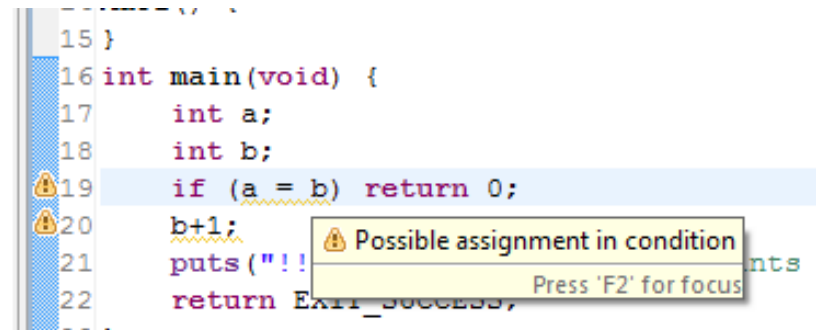 15 }
16 int main(void) {
17 int a;
18 int b;
19 if (a = b) return 0;
20 b+1;
Possible assignment in condition
21 puts("!! nts
Press 'F2' for focus
22 return